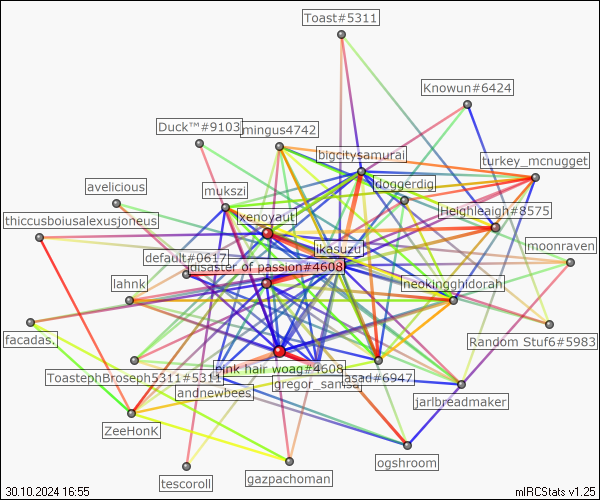 Toast#5311
Knowun#6424
Duck™#9103
mingus4742
bigcitysamurai
turkey_mcnugget
avelicious
mukszi
doggerdig
thiccusboiusalexusjoneus
xenoyaut
Heighleaigh#8575
ikasuzu
moonraven
default#0617
disaster of passion#4608
lahnk
neokingghidorah
facadas.
Random Stuf6#5983
ToastephBroseph5311#5311
pink hair woag#4608
asad#6947
andnewbees
gregor_samsa
jarlbreadmaker
ZeeHonK
ogshroom
tescoroll
gazpachoman
30.10.2024 16:55
mIRCStats v1.25